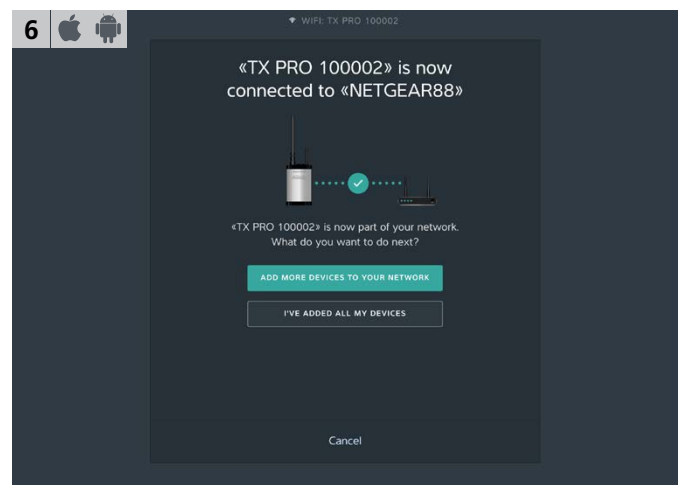 6
WIFI: TX PRO 100002
«TX PRO 100002» is now
connected to «NETGEAR88»
«TX PRO 100002» is now part of your network.
What do you want to do next?
ADD MORE DEVICES TO YOUR NETWORK
I'VE ADDED ALL MY DEVICES
Cancel